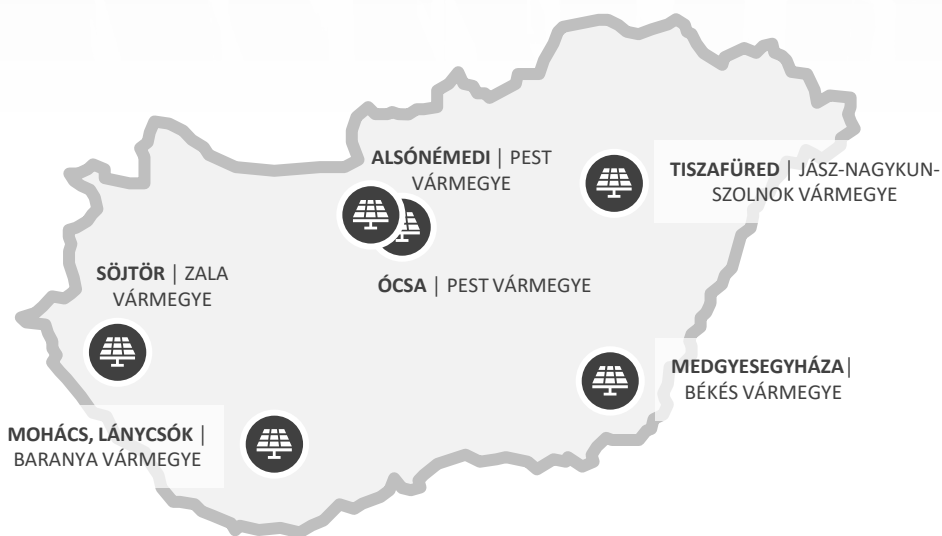 ALSÓNÉMEDI | PEST
VÁRMEGYE
TISZAFÜRED | JÁSZ-NAGYKUN-
SZOLNOK VÁRMEGYE
SÖJTÖR | ZALA
VÁRMEGYE
ÓCSA | PEST VÁRMEGYE
MEDGYESEGYHÁZA|
BÉKÉS VÁRMEGYE
MOHÁCS, LÁNYCSÓK |
BARANYA VÁRMEGYE